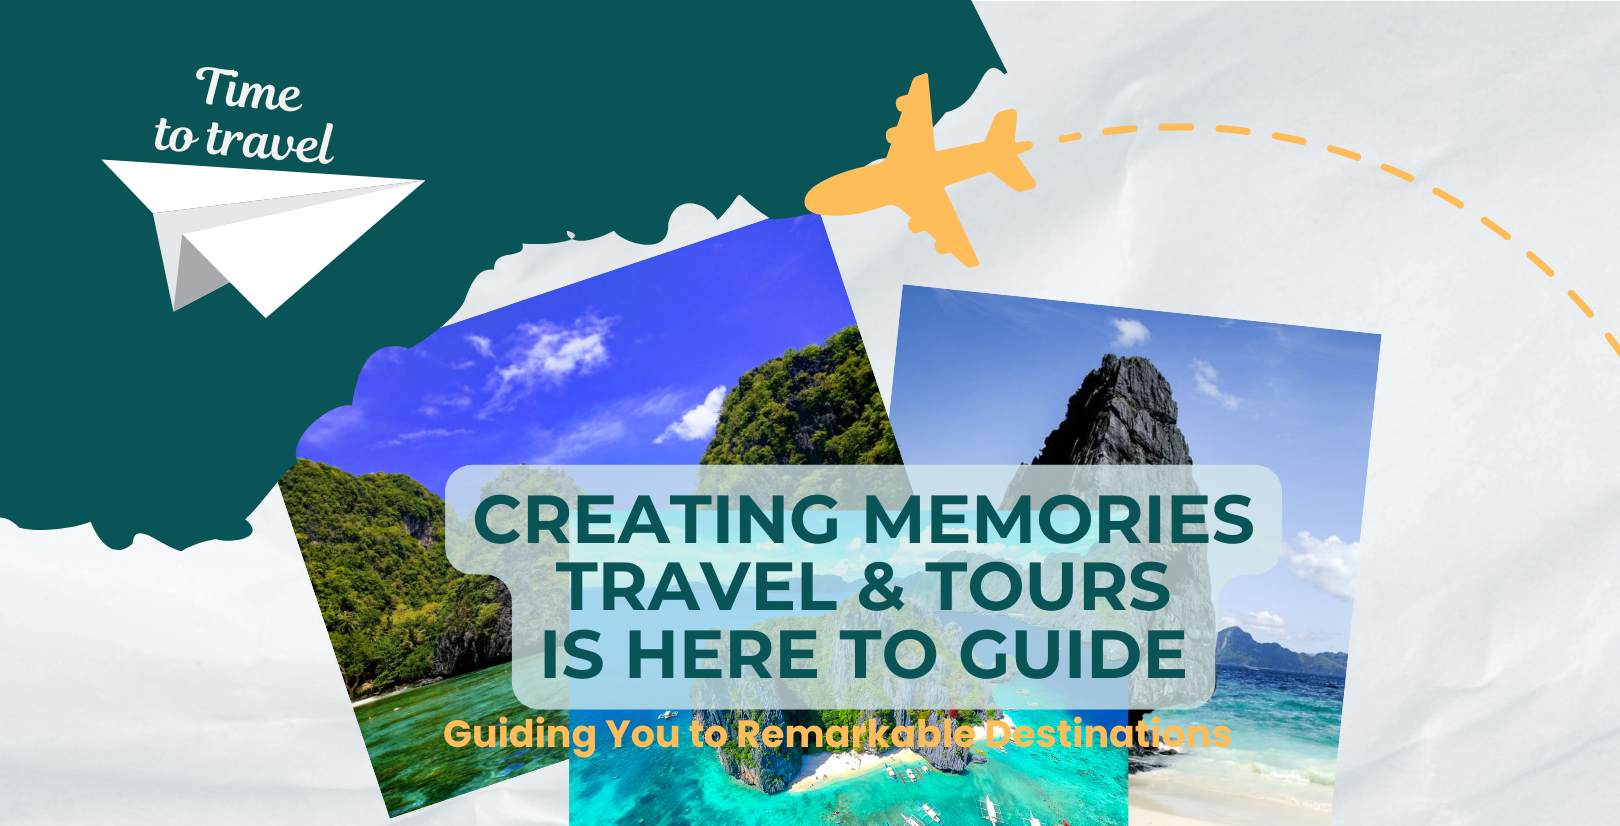 Time
to travel
CREATING MEMORIES
TRAVEL & TOURS
IS HERE TO GUIDE
Guiding You to Remarkable Destinations